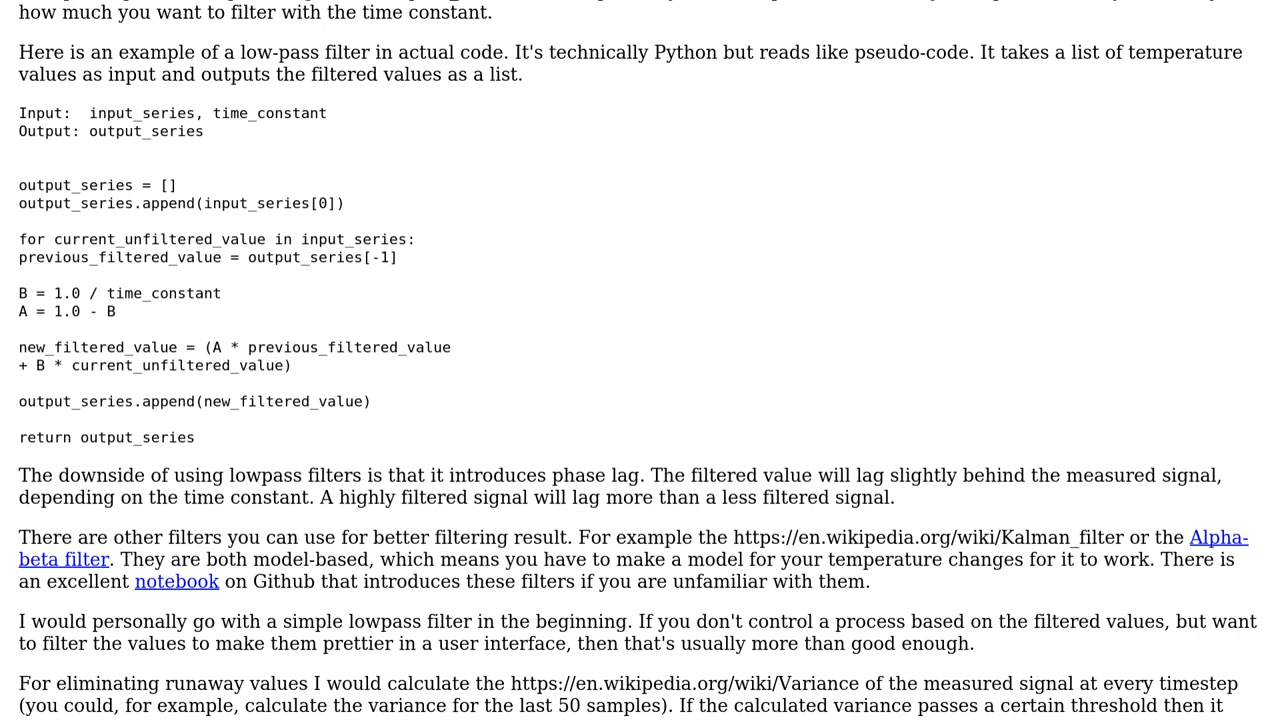 how much you want to filter with the time constant.
Here is an example of a low-pass filter in actual code. It's technically Python but reads like pseudo-code. It takes a list of temperature
values as input and outputs the filtered values as a list.
Input:  input_series, time_constant
Output: output_series
output_series = []
output_series.append(input_series[0])
for current_unfiltered_value in input_series:
previous_filtered_value = output_series[-1]
B = 1.0 / time_constant
A = 1.0 - B
new_filtered_value = (A * previous_filtered_value
+ B * current_unfiltered_value)
output_series.append(new_filtered_value)
return output_series
The downside of using lowpass filters is that it introduces phase lag. The filtered value will lag slightly behind the measured signal,
depending on the time constant. A highly filtered signal will lag more than a less filtered signal.
There are other filters you can use for better filtering result. For example the https://en.wikipedia.org/wiki/Kalman_filter or the Alpha-
beta filter. They are both model-based, which means you have to make a model for your temperature changes for it to work. There is
an excellent notebook on Github that introduces these filters if you are unfamiliar with them.
I would personally go with a simple lowpass filter in the beginning. If you don't control a process based on the filtered values, but want
to filter the values to make them prettier in a user interface, then that's usually more than good enough.
For eliminating runaway values I would calculate the https://en.wikipedia.org/wiki/Variance of the measured signal at every timestep
(you could, for example, calculate the variance for the last 50 samples). If the calculated variance passes a certain threshold then it